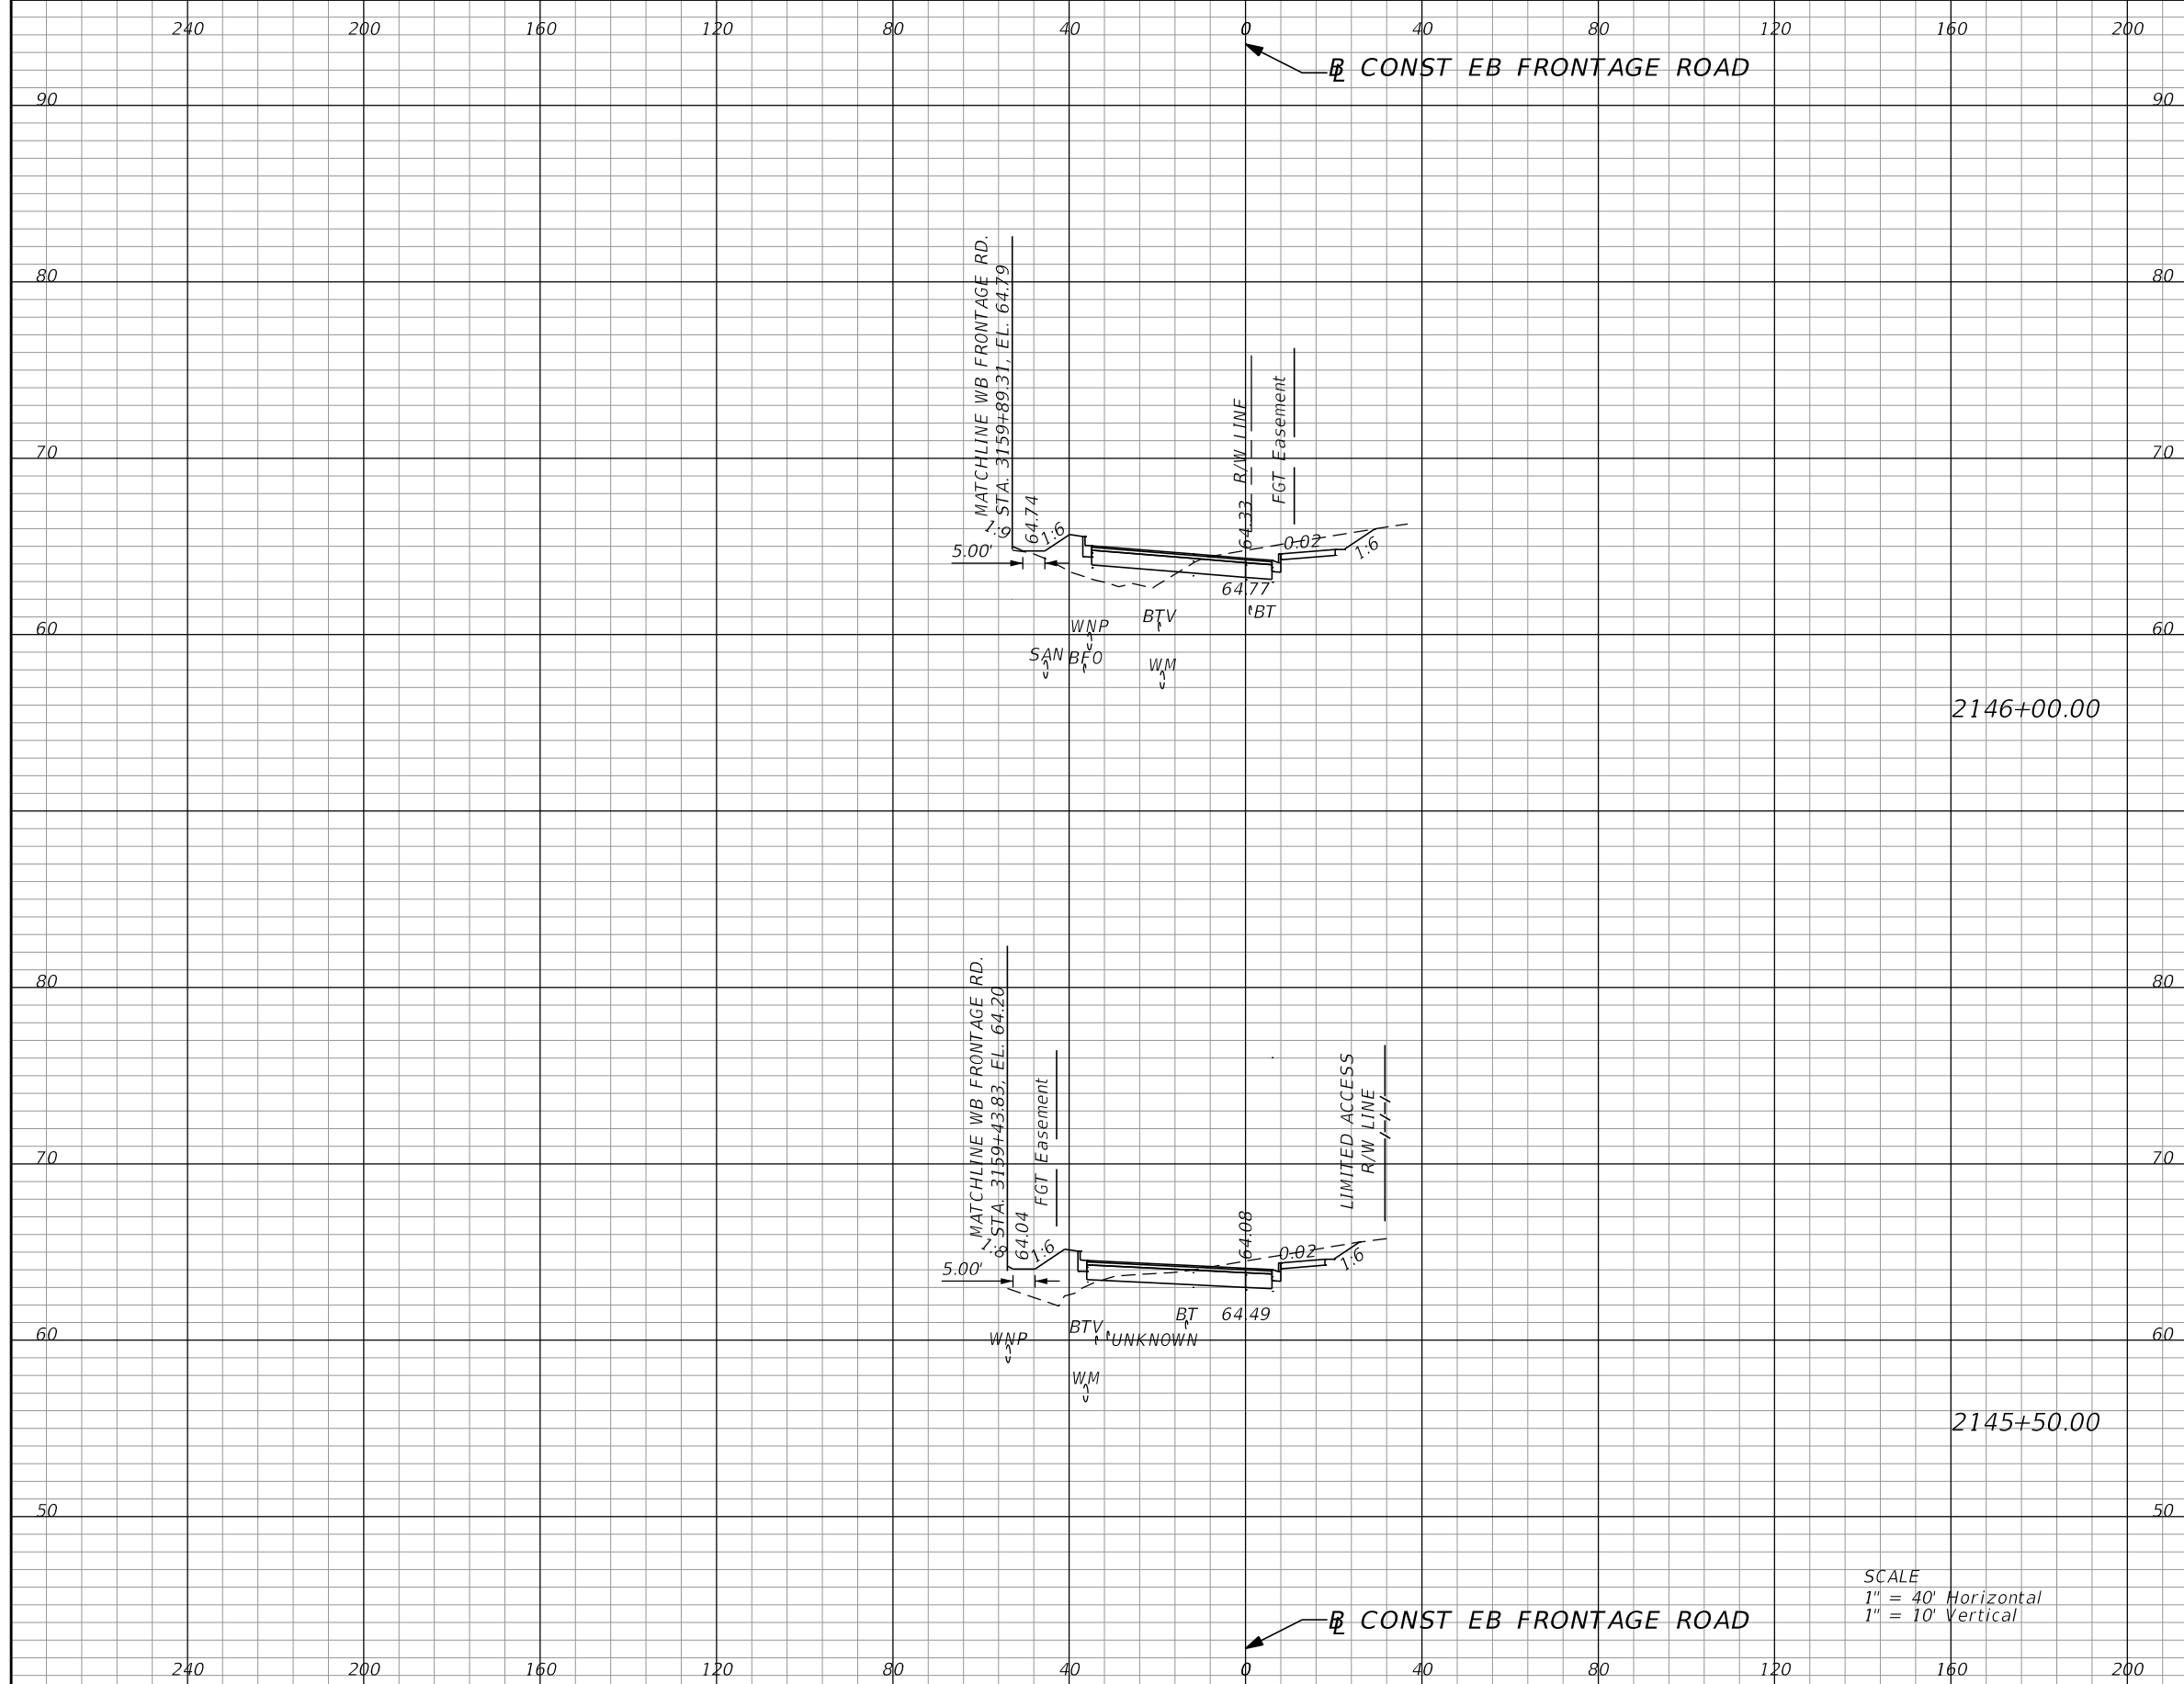 240 200 160 120 80 40 0 40 80 120 160 200
BL CONST EB FRONTAGE ROAD
90 90
80 80
MATCHLINE WB FRONTAGE RD.
STA. 3159+89.31, EL. 64.79
R/W LINE
FGT Easement
70 70
1:9
64.74
1:6
64.33
0.02
1:6
5.00'
64.77
BT
BTV
WNP
60 60
SAN
BFO
WM
2146+00.00
80 80
MATCHLINE WB FRONTAGE RD.
STA. 3159+43.83, EL. 64.20
FGT Easement
LIMITED ACCESS
R/W LINE
70 70
1:8
64.04
1:6
64.08
0.02
1:6
5.00'
BT
64.49
BTV
UNKNOWN
WNP
60 60
WM
2145+50.00
50 50
SCALE
1" = 40' Horizontal
1" = 10' Vertical
BL CONST EB FRONTAGE ROAD
240 200 160 120 80 40 0 40 80 120 160 200